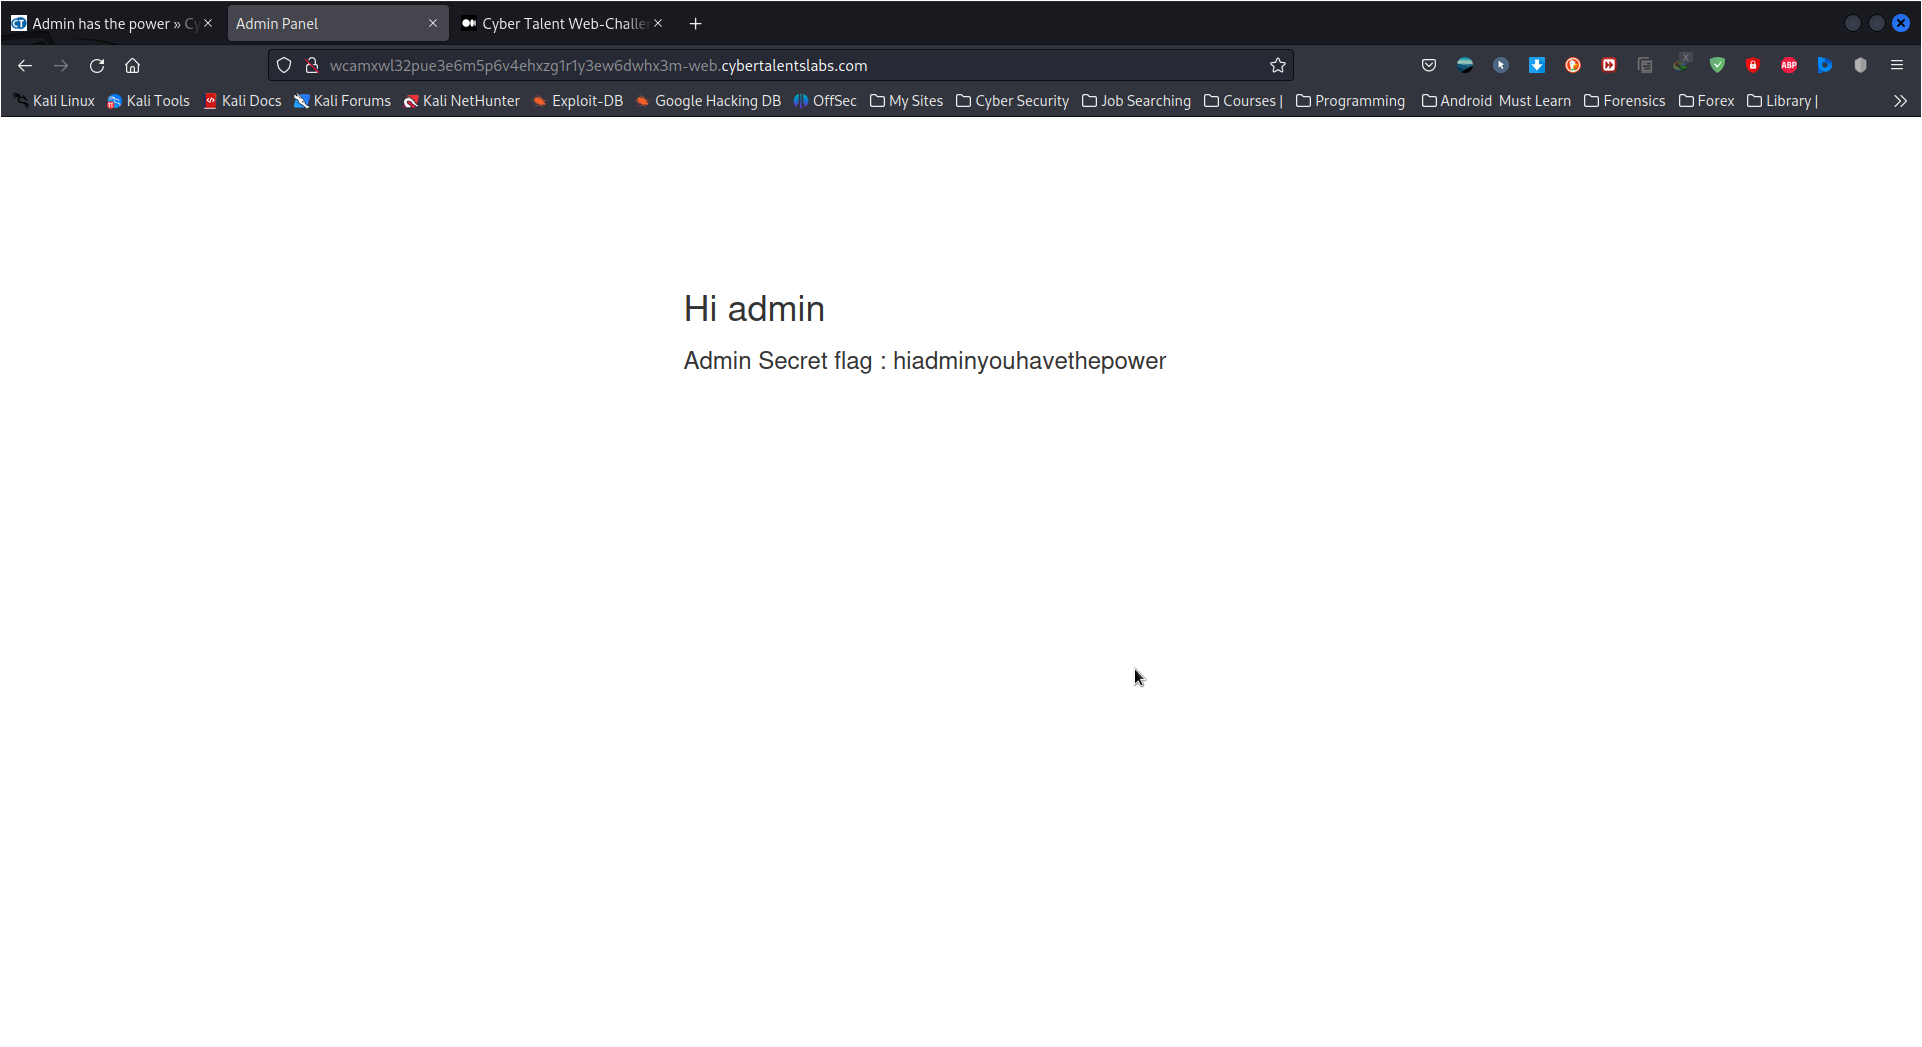 Admin has the power » Cy
Admin Panel
Cyber Talent Web-Challe
wcamxwl32pue3e6m5p6v4ehxzg1r1y3ew6dwhx3m-web.cybertalentslabs.com
Kali Linux Kali Tools Kali Docs Kali Forums Kali NetHunter Exploit-DB Google Hacking DB OffSec My Sites Cyber Security Job Searching Courses | Programming Android Must Learn Forensics Forex Library |
Hi admin
Admin Secret flag : hiadminyouhavethepower